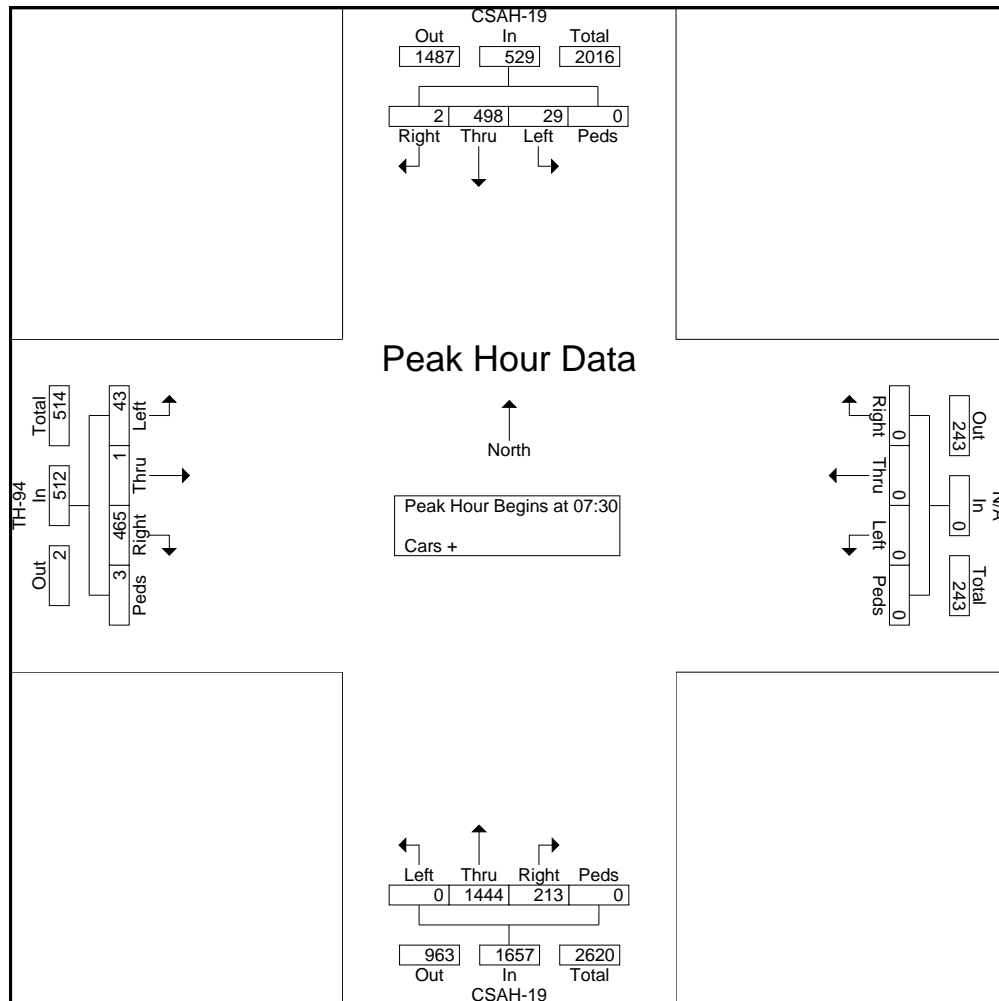 CSAH-19
Out In Total
1487 529 2016
2 498 29 0
Right Thru Left Peds
Peak Hour Data
North
Peak Hour Begins at 07:30
Cars +
TH-94
Total In Out
514 512 2
43 1 465 3
Left Thru Right Peds
Right Thru Left Peds
0 0 0 0
243 0 243
Out In Total
N/A
Left Thru Right Peds
0 1444 213 0
963 1657 2620
Out In Total
CSAH-19